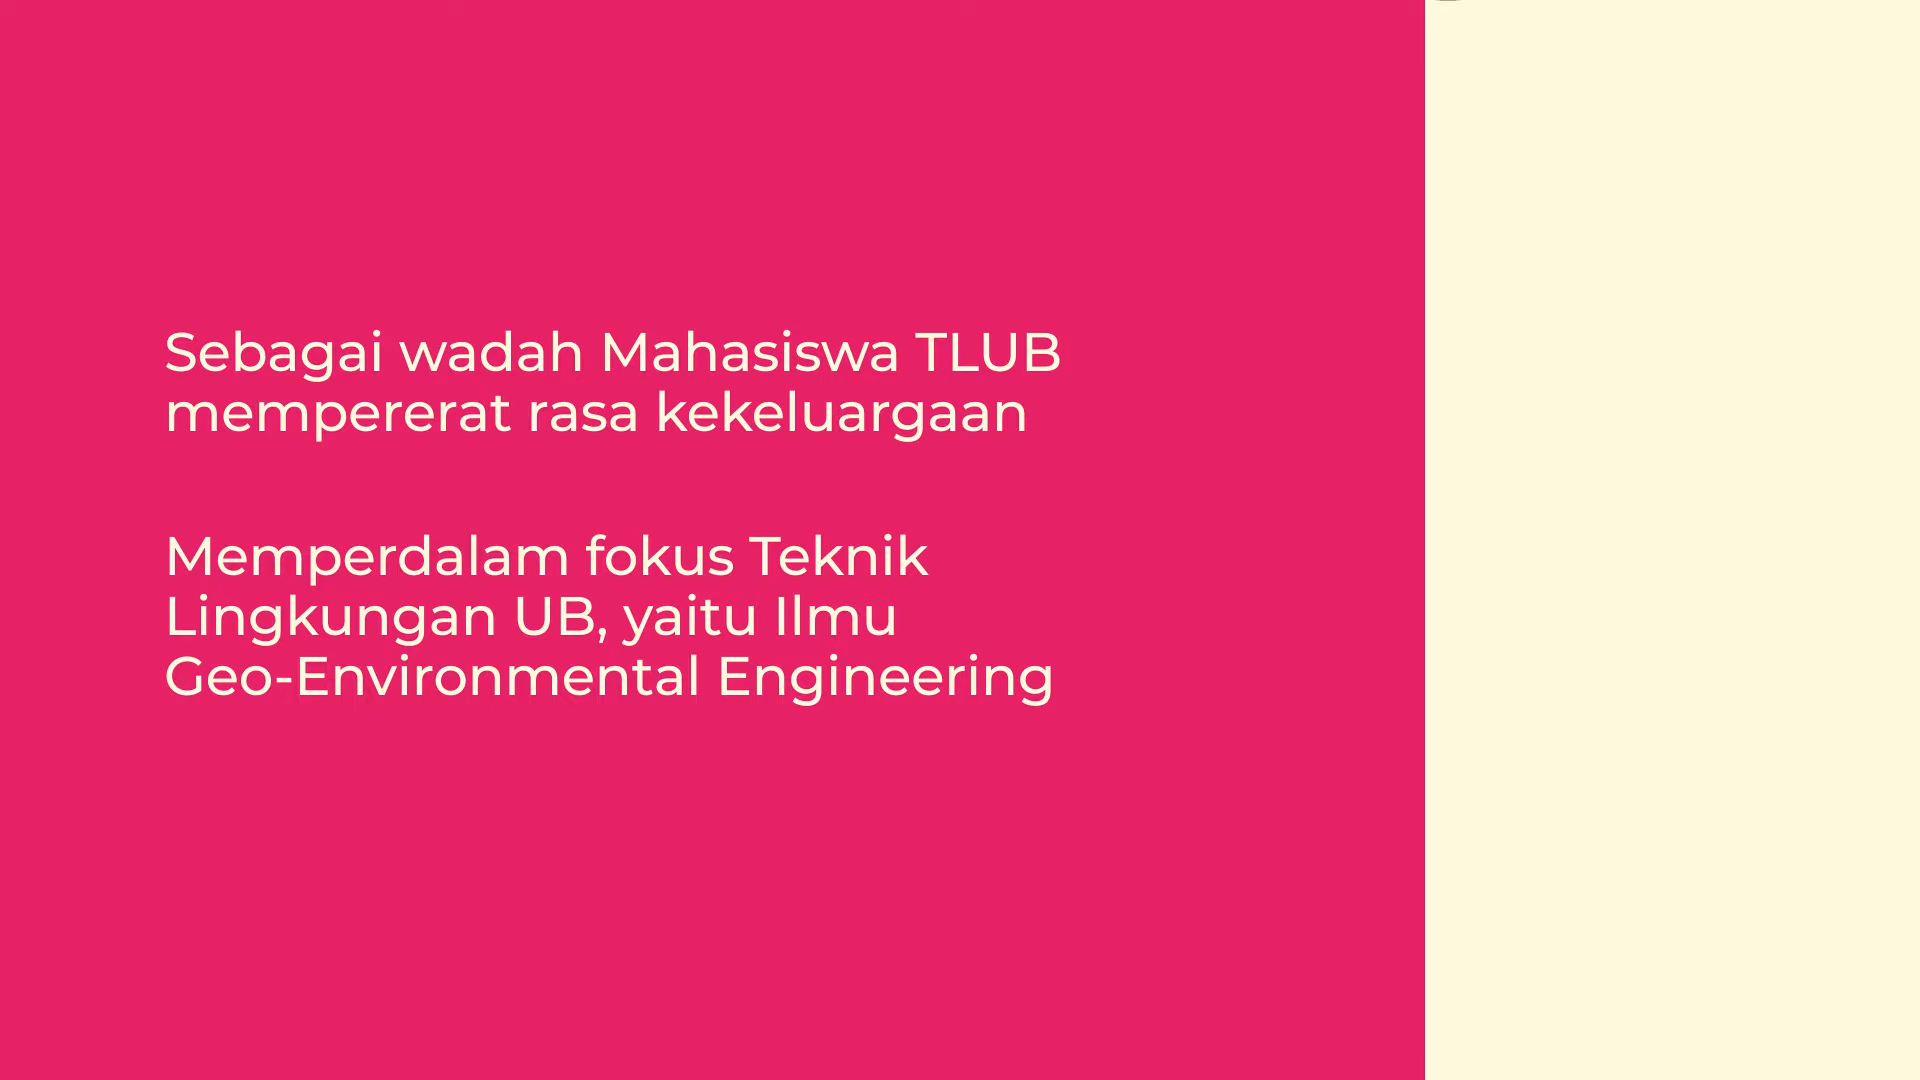 Sebagai wadah Mahasiswa TLUB
mempererat rasa kekeluargaan
Memperdalam fokus Teknik
Lingkungan UB, yaitu Ilmu
Geo-Environmental Engineering